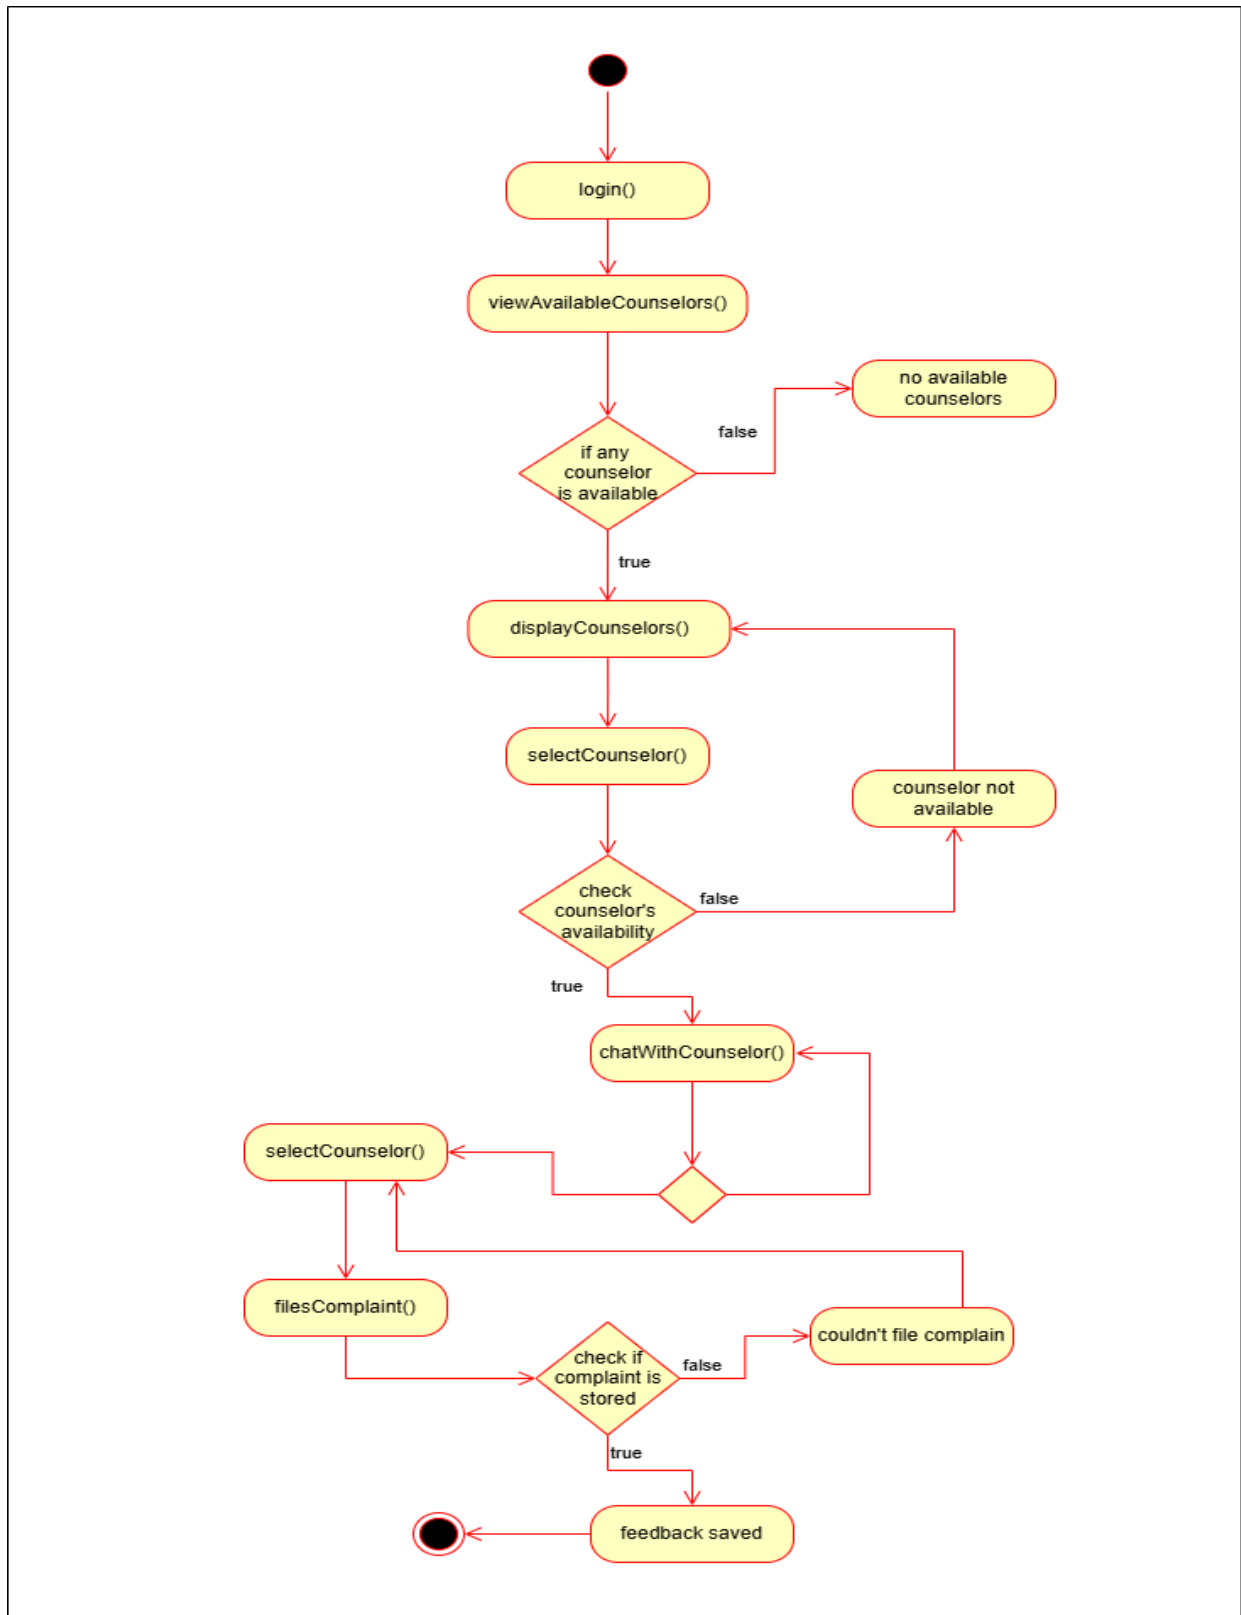 login()
viewAvailableCounselors()
no available
counselors
false
if any
counselor
is available
true
displayCounselors()
selectCounselor()
counselor not
available
check
counselor's
availability
false
true
chatWithCounselor()
selectCounselor()
filesComplaint()
couldn't file complain
check if
complaint is
stored
false
true
feedback saved